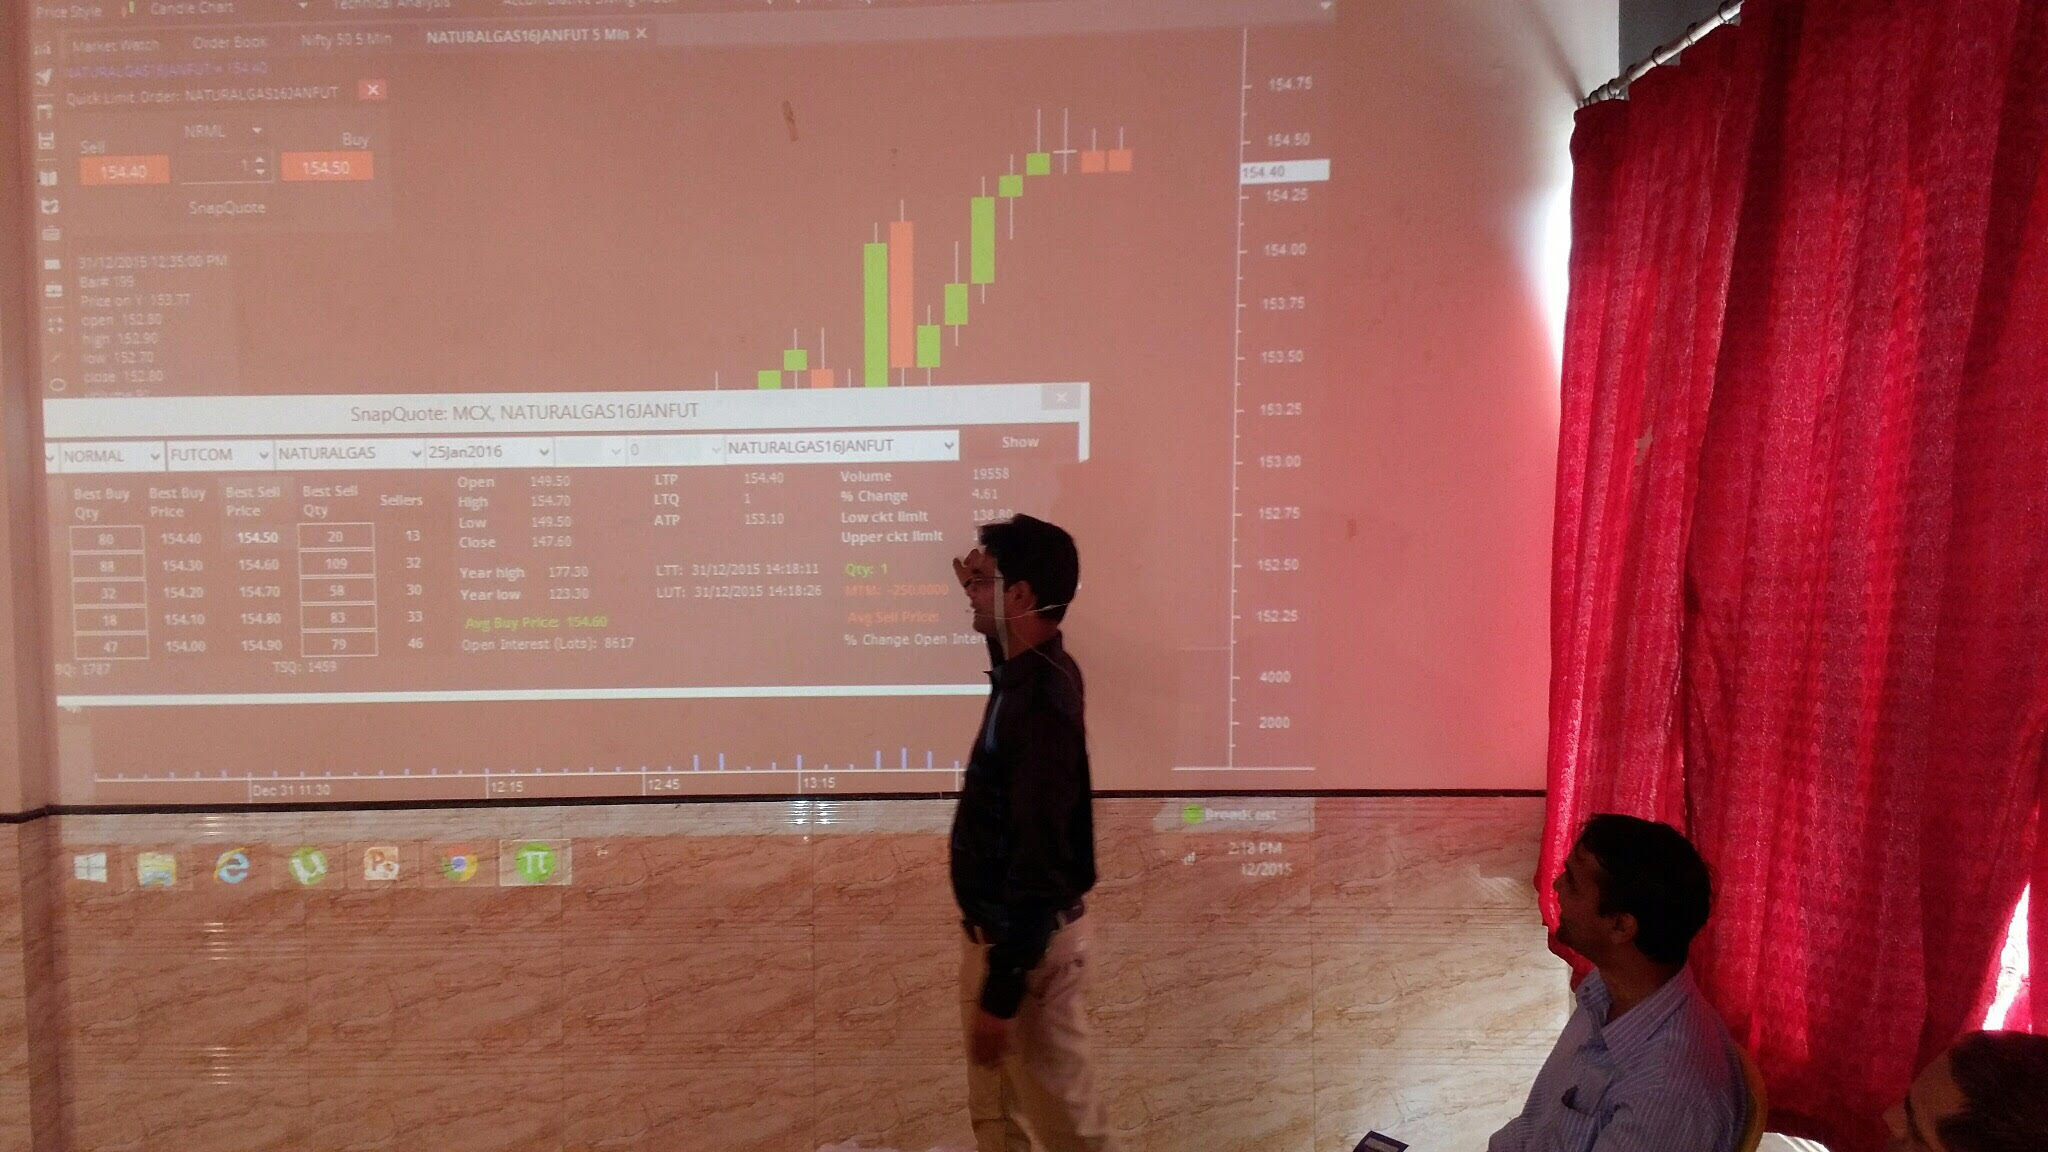 Price Style Candle Chart Technical Analysis
Market Watch Order Book Nifty 50 5 Min NATURALGAS16JANFUT 5 Min
NATURALGAS16JANFUT = 154.40
Quick Limit Order: NATURALGAS16JANFUT
NRML
Sell Buy
154.40 1 154.50
SnapQuote
31/12/2015 12:35:00 PM
Bar# 199
Price on Y 153.77
open 152.80
high 152.90
low 152.70
close 152.80
154.75
154.50
154.40
154.25
154.00
153.75
153.50
153.25
153.00
152.75
152.50
152.25
4000
2000
SnapQuote: MCX, NATURALGAS16JANFUT
NORMAL FUTCOM NATURALGAS 25Jan2016 0 NATURALGAS16JANFUT Show
Best Buy Qty Best Buy Price Best Sell Price Best Sell Qty Sellers
80 154.40 154.50 20 13
88 154.30 154.60 109 32
32 154.20 154.70 58 30
18 154.10 154.80 83 33
47 154.00 154.90 79 46
TSQ: 1459
Open 149.50 LTP 154.40 Volume 19558
High 154.70 LTQ 1 % Change 4.61
Low 149.50 ATP 153.10 Low ckt limit 138.80
Close 147.60 Upper ckt limit
Year high 177.30 LTT: 31/12/2015 14:18:11 Qty: 1
Year low 123.30 LUT: 31/12/2015 14:18:26 MTM: -250.0000
Avg Buy Price: 154.60 Avg Sell Price:
Open Interest (Lots): 8617 % Change Open Inter
Dec 31 11:30 12:15 12:45 13:15
BroadCast
2:18 PM
12/2015